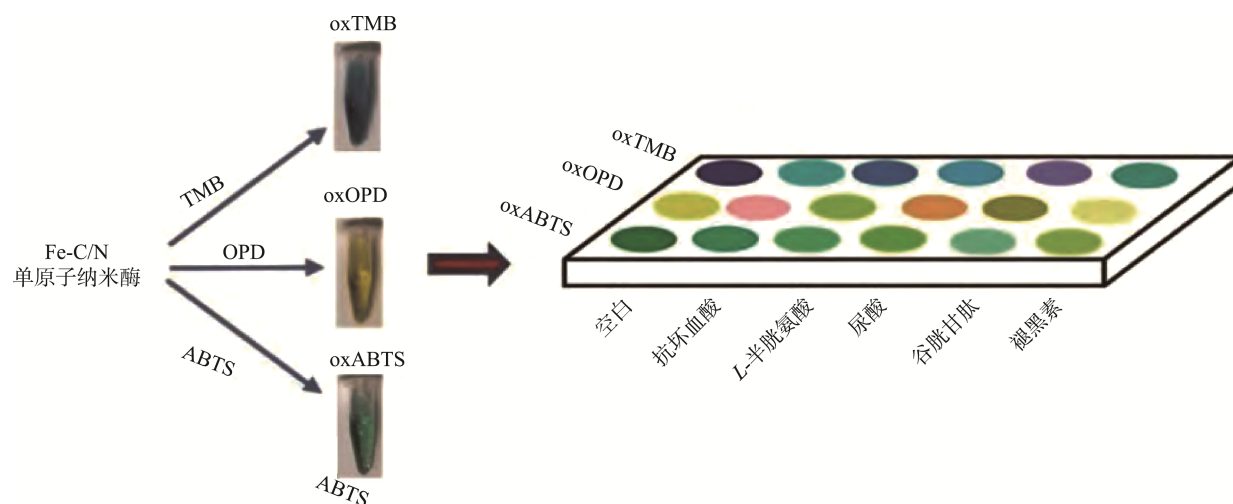 oxTMB
TMB
oxOPD
Fe-C/N
单原子纳米酶
OPD
oxABTS
ABTS
ABTS
oxTMB
oxOPD
oxABTS
空白
抗坏血酸
L-半胱氨酸
尿酸
谷胱甘肽
褪黑素